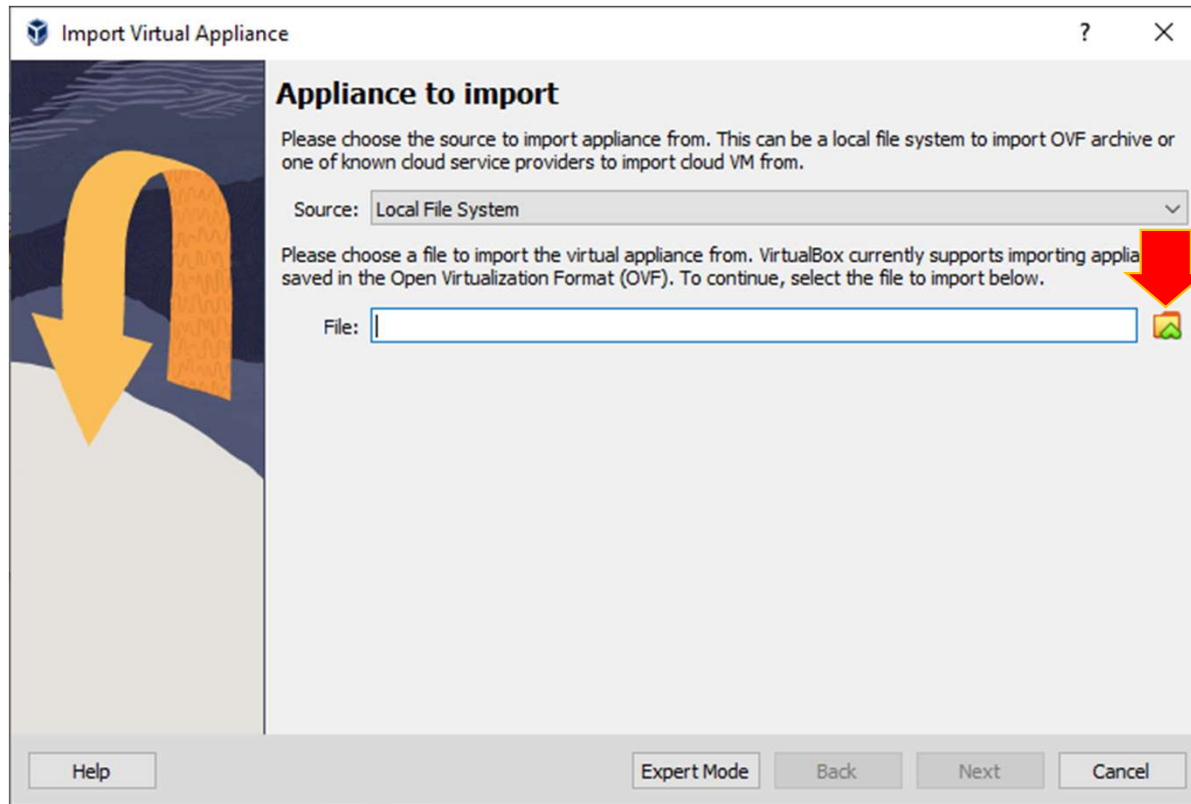 Import Virtual Appliance
?
Appliance to import
Please choose the source to import appliance from. This can be a local file system to import OVF archive or
one of known cloud service providers to import cloud VM from.
Source: Local File System
Please choose a file to import the virtual appliance from. VirtualBox currently supports importing
saved in the Open Virtualization Format (OVF). To continue, select the file to import below.
File:
Help Expert Mode Back Next Cancel